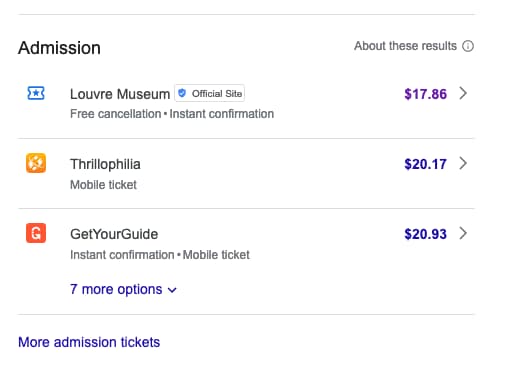 Admission
About these results
Louvre Museum Official Site $17.86
Free cancellation • Instant confirmation
Thrillophilia $20.17
Mobile ticket
G GetYourGuide $20.93
Instant confirmation • Mobile ticket
7 more options
More admission tickets